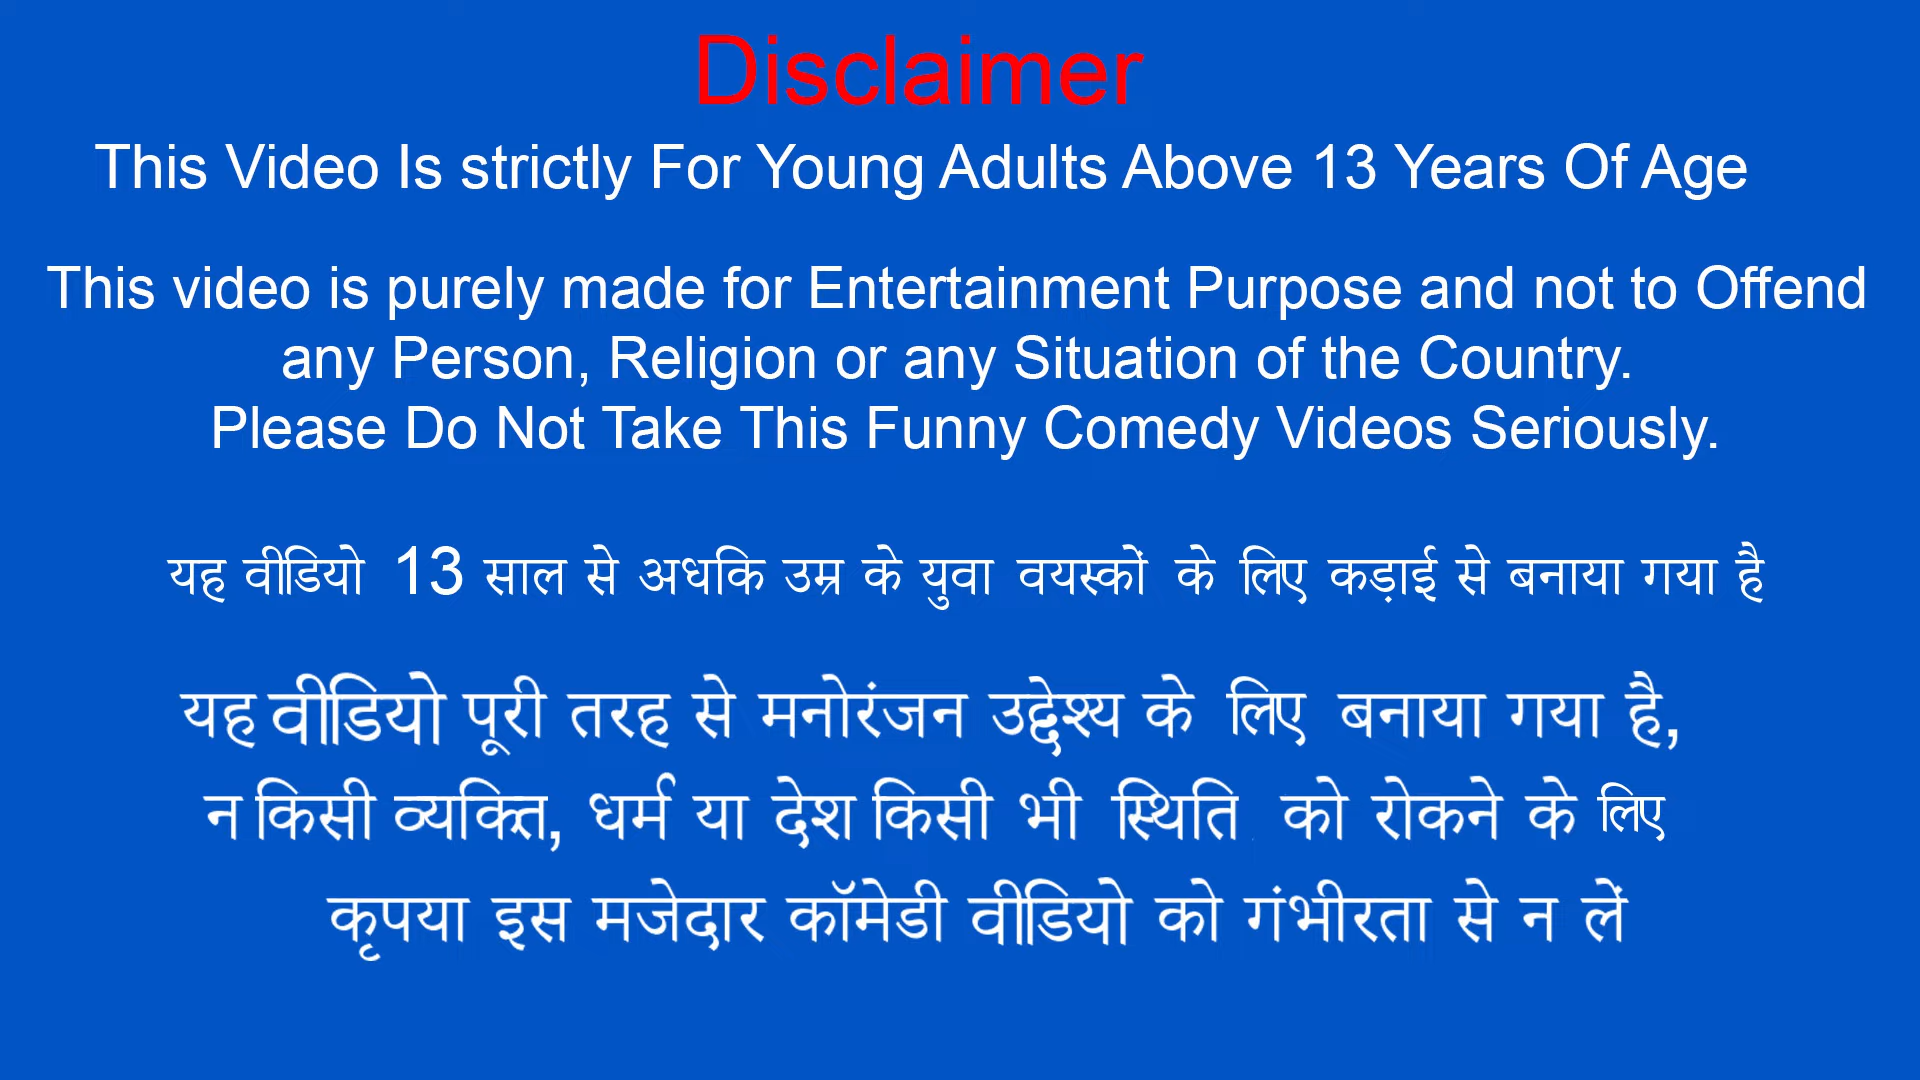 Disclaimer
This Video Is strictly For Young Adults Above 13 Years Of Age
This video is purely made for Entertainment Purpose and not to Offend
any Person, Religion or any Situation of the Country.
Please Do Not Take This Funny Comedy Videos Seriously.
यह वीडियो 13 साल से अधकि उम्र के युवा वयस्कों के लिए कड़ाई से बनाया गया है
यह वीडियो पूरी तरह से मनोरंजन उद्देश्य के लिए बनाया गया है,
न किसी व्यक्ति, धर्म या देश किसी भी स्थिति को रोकने के लिए
कृपया इस मजेदार कॉमेडी वीडियो को गंभीरता से न लें